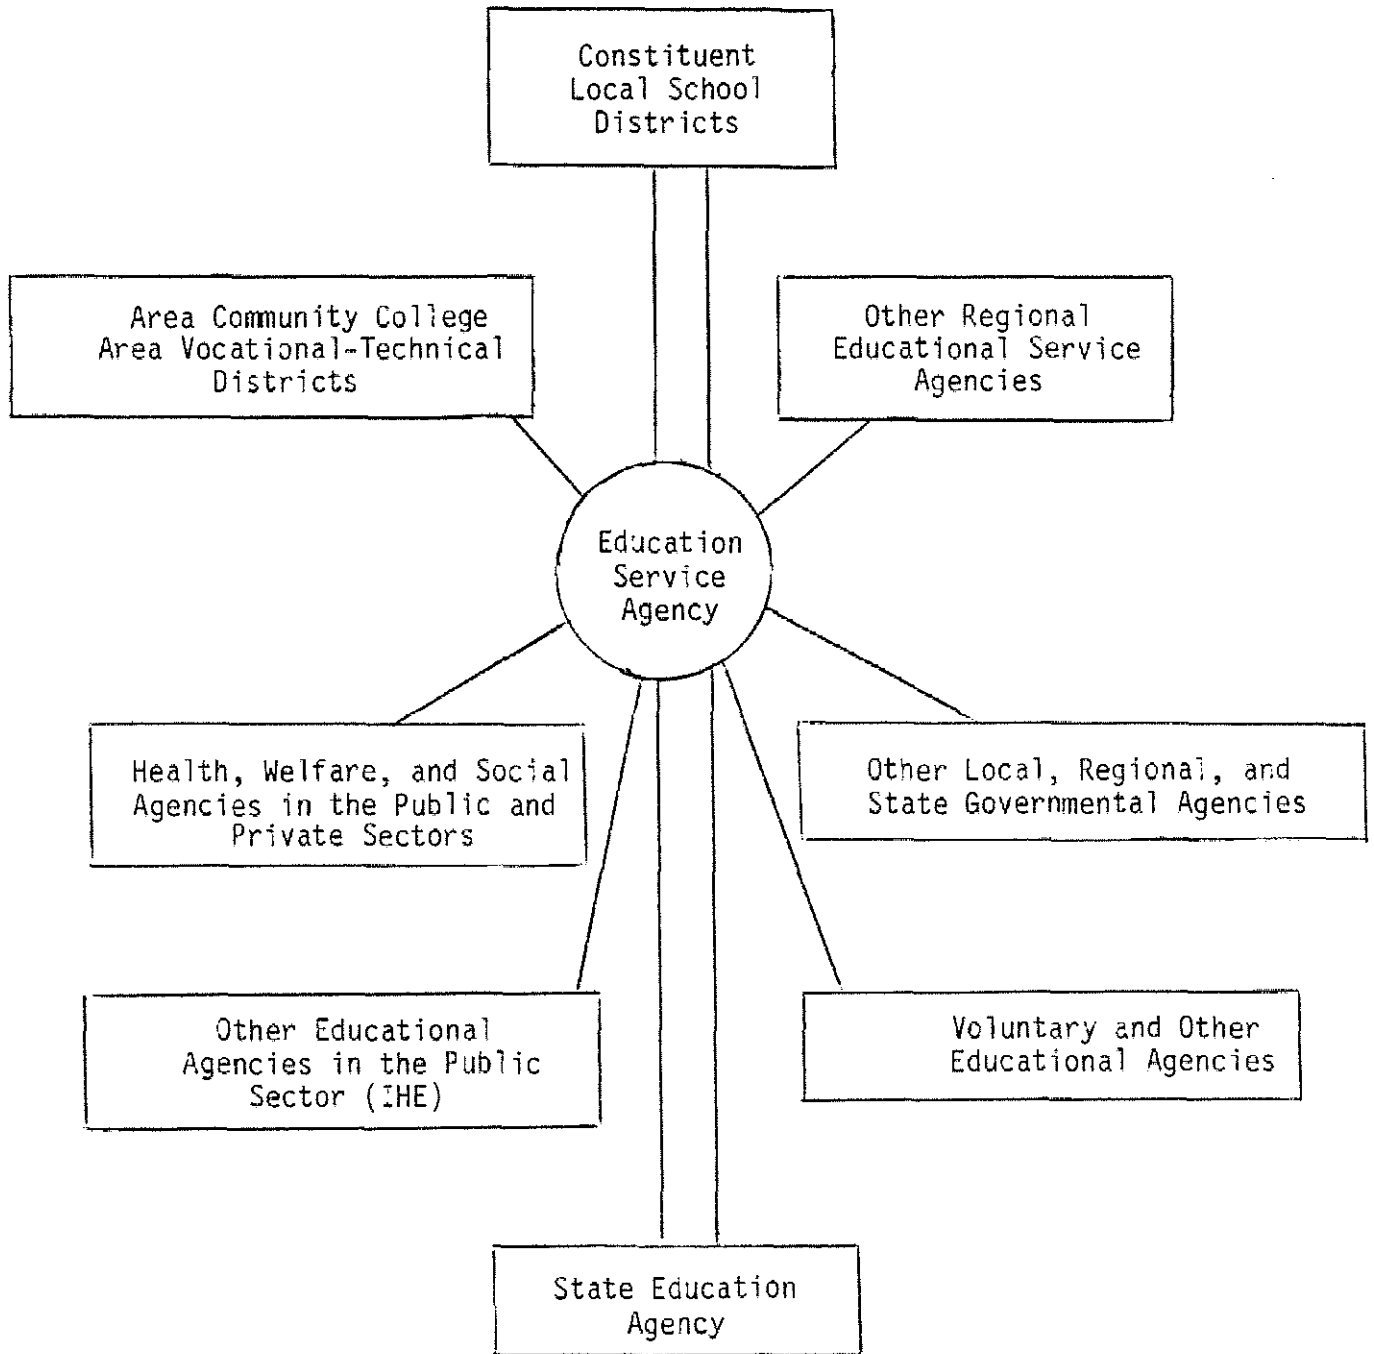 Constituent
Local School
Districts
Area Community College
Area Vocational-Technical
Districts
Other Regional
Educational Service
Agencies
Education
Service
Agency
Health, Welfare, and Social
Agencies in the Public and
Private Sectors
Other Local, Regional, and
State Governmental Agencies
Other Educational
Agencies in the Public
Sector (IHE)
Voluntary and Other
Educational Agencies
State Education
Agency